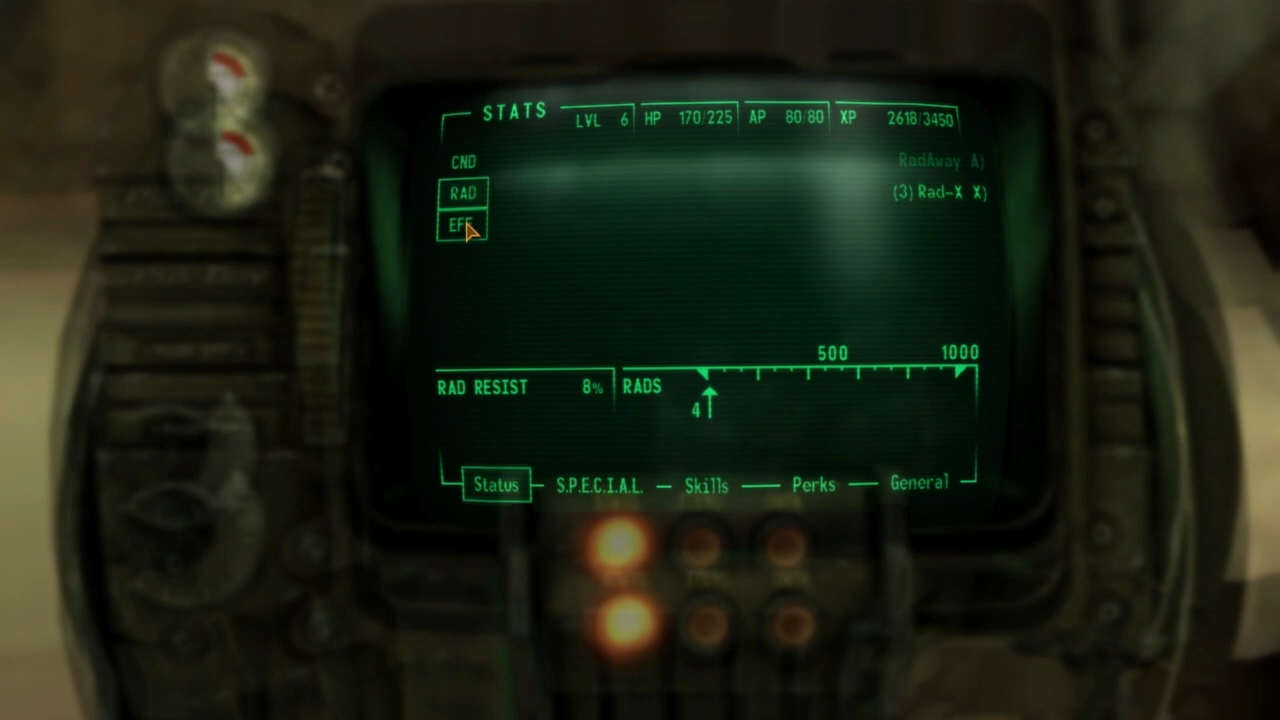 STATS LVL 6 HP 170/225 AP 80/80 XP 2618/3450
CND
RadAway A)
RAD
(3) Rad-X X)
EFF
500 1000
RAD RESIST 8% RADS
4
Status S.P.E.C.I.A.L. Skills Perks General